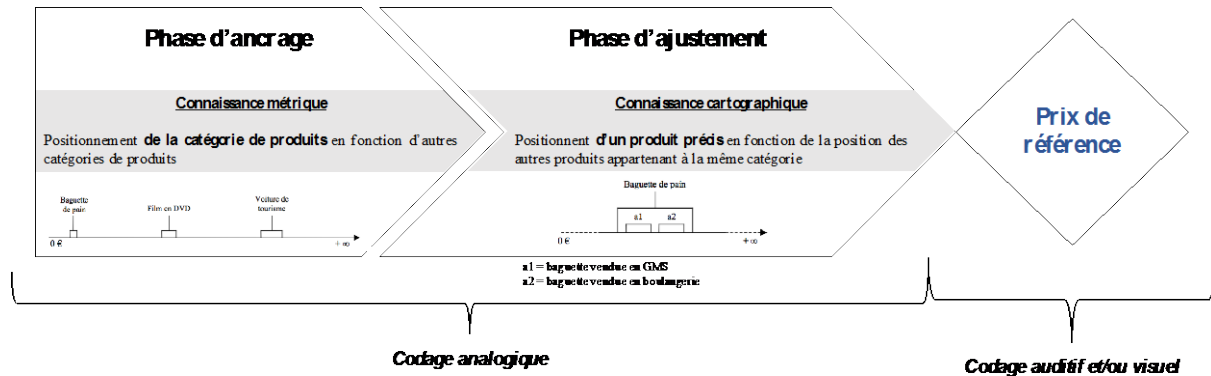 Phase d'ancrage
Connaissance métrique
Positionnement de la catégorie de produits en fonction d'autres
catégories de produits
Baguette
de pain
Film en DVD
Voiture de
tourisme
0 €
+ ∞
Phase d'ajustement
Connaissance cartographique
Positionnent d'un produit précis en fonction de la position des
autres produits appartenant à la même catégorie
Baguette de pain
a1
a2
0 €
+ ∞
a1 = baguette vendue en GMS
a2 = baguette vendue en boulangerie
Prix de
référence
Codage analogique
Codage auditif et/ou visuel